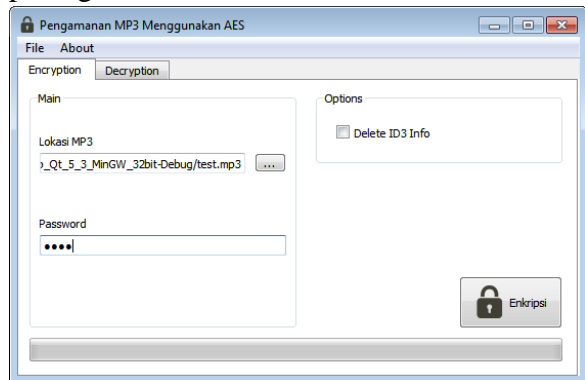 Pengamanan MP3 Menggunakan AES
File About
Encryption Decryption
Main
Options
Delete ID3 Info
Lokasi MP3
_Qt_5_3_MinGW_32bit-Debug/test.mp3 ...
Password
••••
Enkripsi